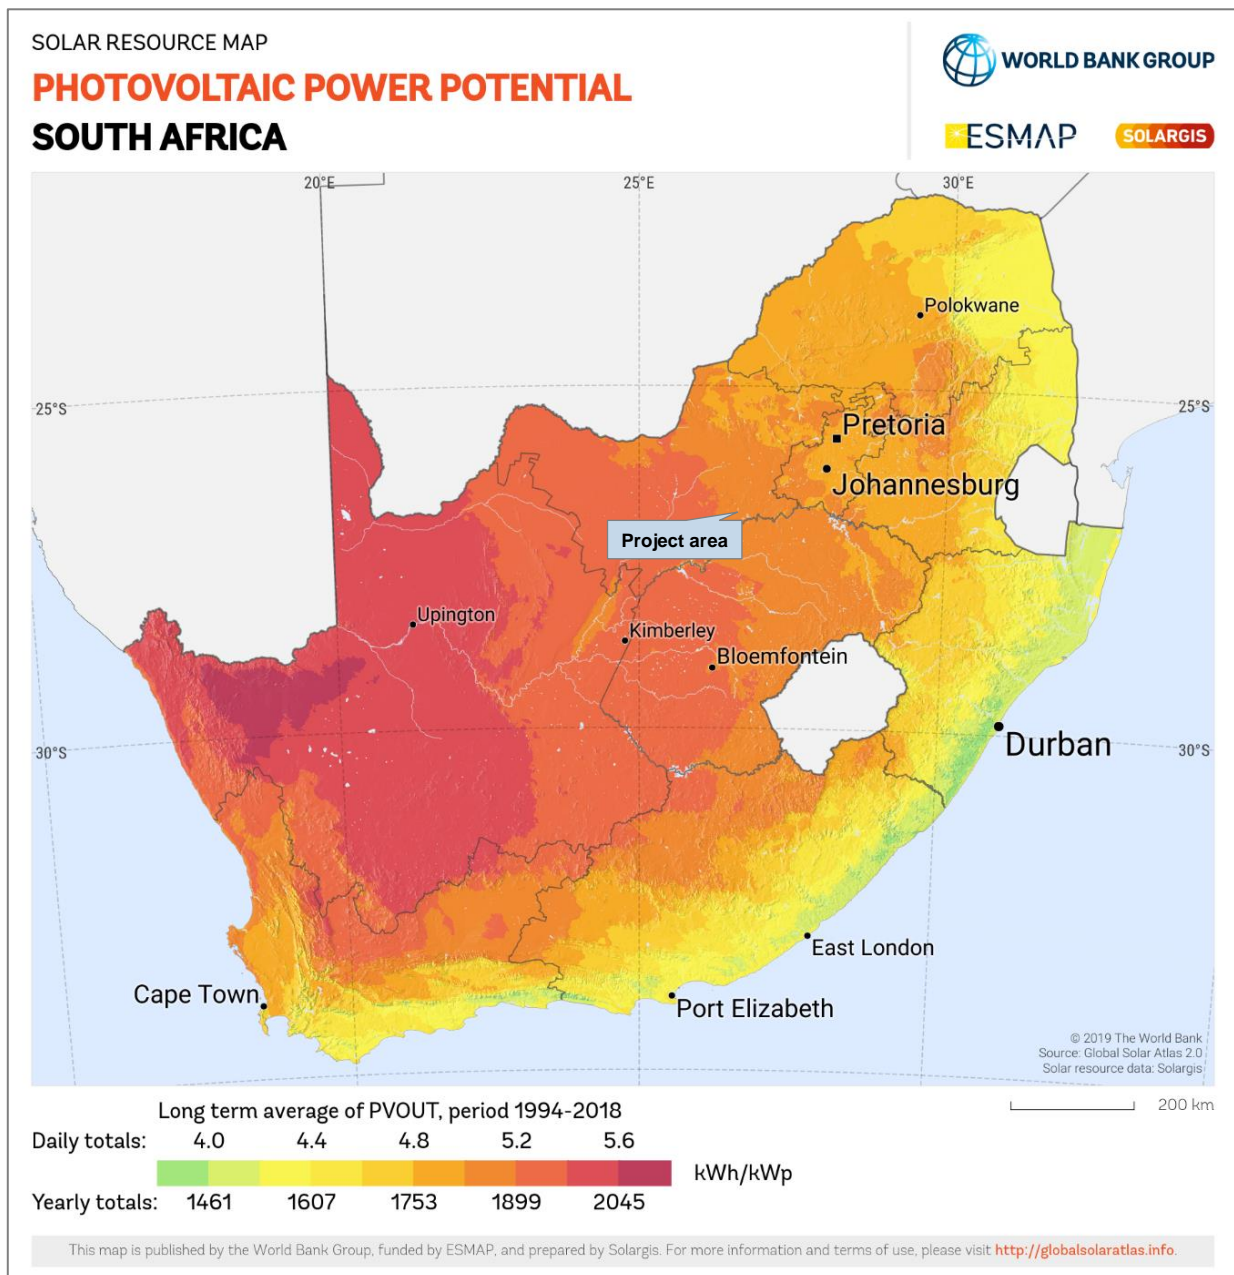 SOLAR RESOURCE MAP
PHOTOVOLTAIC POWER POTENTIAL
SOUTH AFRICA
WORLD BANK GROUP
ESMAP
SOLARGIS
20°E 25°E 30°E
Polokwane
25°S 25°S
Pretoria
Johannesburg
Project area
Upington
Kimberley
Bloemfontein
Durban
30°S 30°S
East London
Cape Town
Port Elizabeth
© 2019 The World Bank
Source: Global Solar Atlas 2.0
Solar resource data: Solargis
200 km
Long term average of PVOUT, period 1994-2018
Daily totals: 4.0 4.4 4.8 5.2 5.6
kWh/kWp
Yearly totals: 1461 1607 1753 1899 2045
This map is published by the World Bank Group, funded by ESMAP, and prepared by Solargis. For more information and terms of use, please visit http://globalsolaratlas.info.